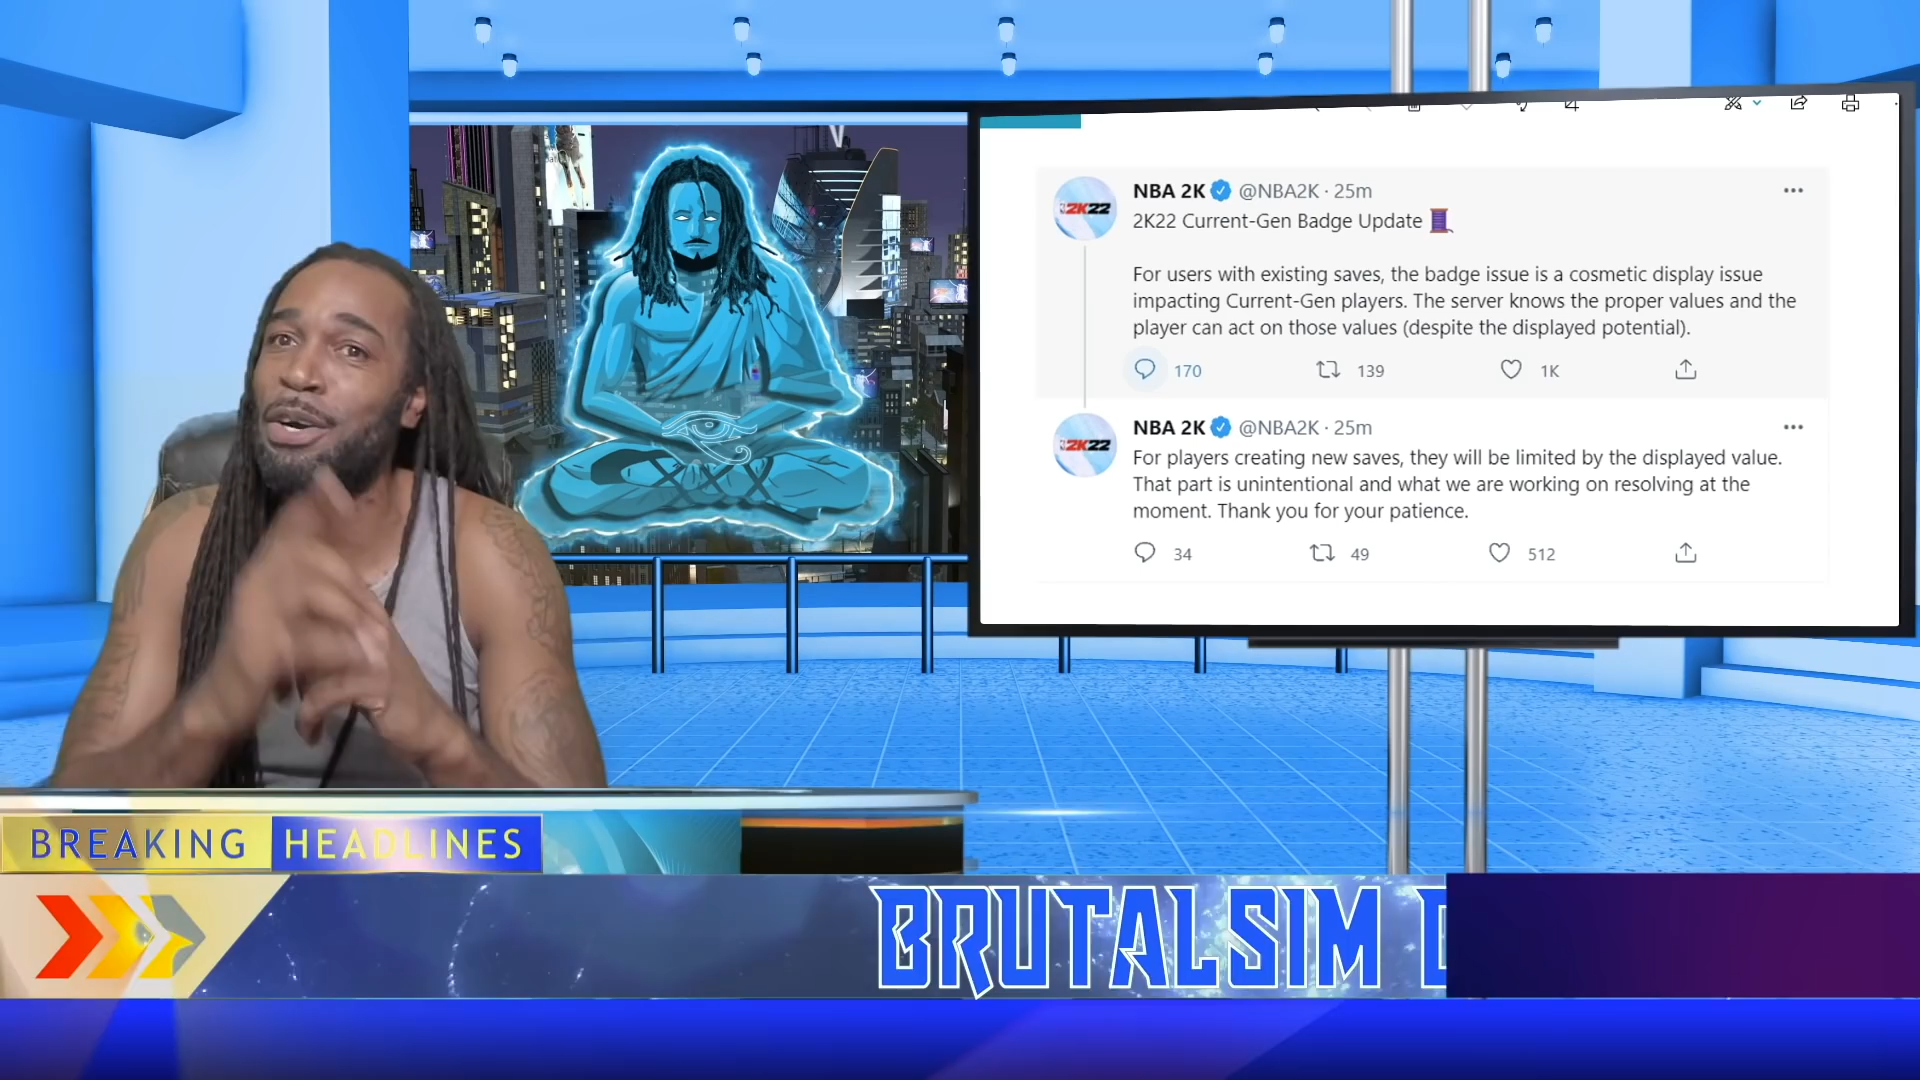 NBA 2K @NBA2K · 25m
2K22 Current-Gen Badge Update
For users with existing saves, the badge issue is a cosmetic display issue
impacting Current-Gen players. The server knows the proper values and the
player can act on those values (despite the displayed potential).
170 139 1K
2K22
NBA 2K @NBA2K · 25m
For players creating new saves, they will be limited by the displayed value.
That part is unintentional and what we are working on resolving at the
moment. Thank you for your patience.
34 49 512
2K22
BREAKING HEADLINES
BRUTALSIM